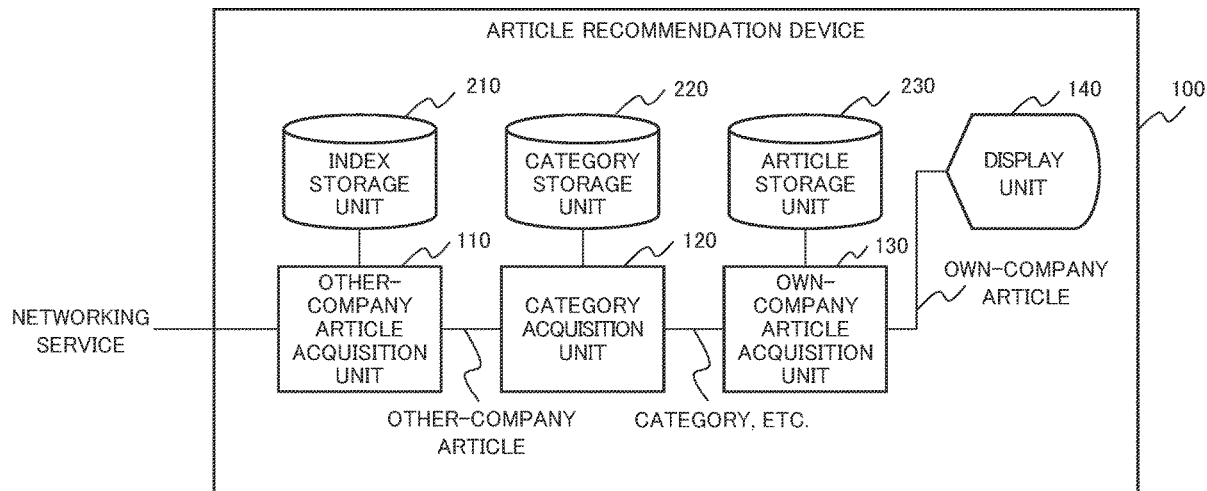 ARTICLE RECOMMENDATION DEVICE
210
220
230
140
100
INDEX
STORAGE
UNIT
CATEGORY
STORAGE
UNIT
ARTICLE
STORAGE
UNIT
DISPLAY
UNIT
110
120
130
OTHER-
COMPANY
ARTICLE
ACQUISITION
UNIT
CATEGORY
ACQUISITION
UNIT
OWN-
COMPANY
ARTICLE
ACQUISITION
UNIT
OWN-COMPANY
ARTICLE
NETWORKING
SERVICE
OTHER-COMPANY
ARTICLE
CATEGORY, ETC.